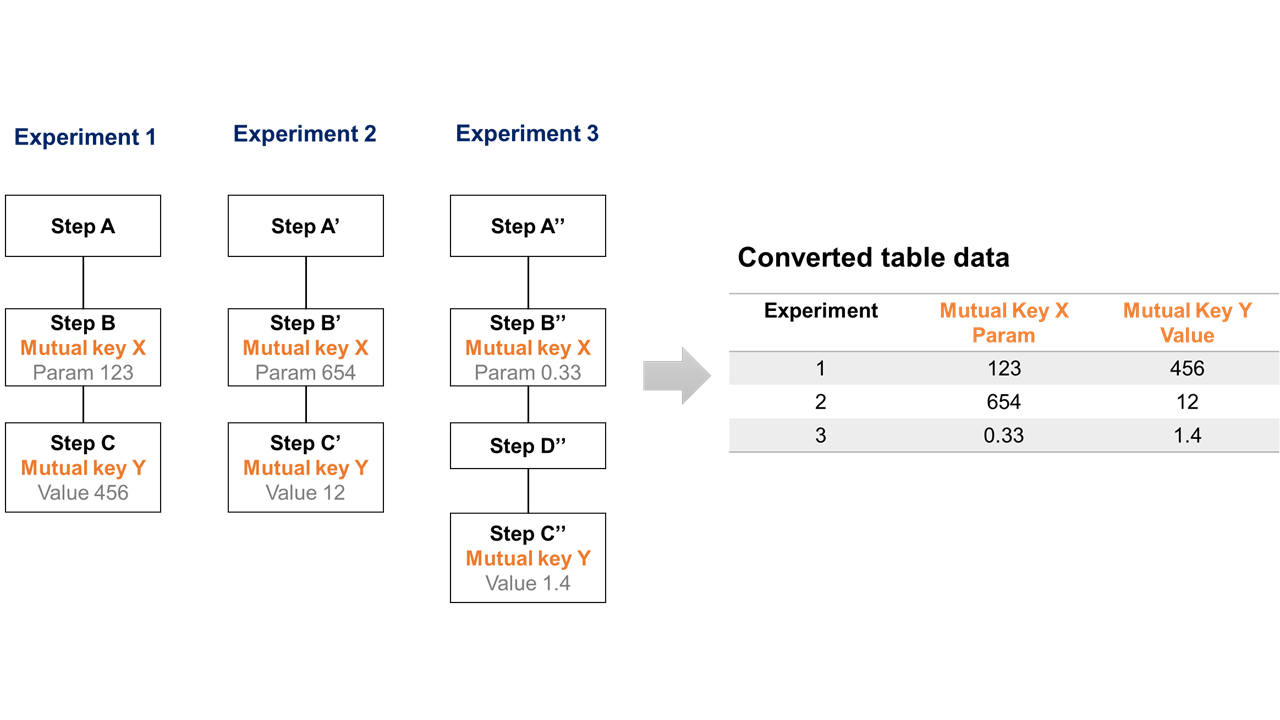 Experiment 1
Step A
Step B
Mutual key X
Param 123
Step C
Mutual key Y
Value 456
Experiment 2
Step A’
Step B’
Mutual key X
Param 654
Step C’
Mutual key Y
Value 12
Experiment 3
Step A’’
Step B’’
Mutual key X
Param 0.33
Step D’’
Step C’’
Mutual key Y
Value 1.4
Converted table data
Experiment Mutual Key X Mutual Key Y
Param Value
1 123 456
2 654 12
3 0.33 1.4